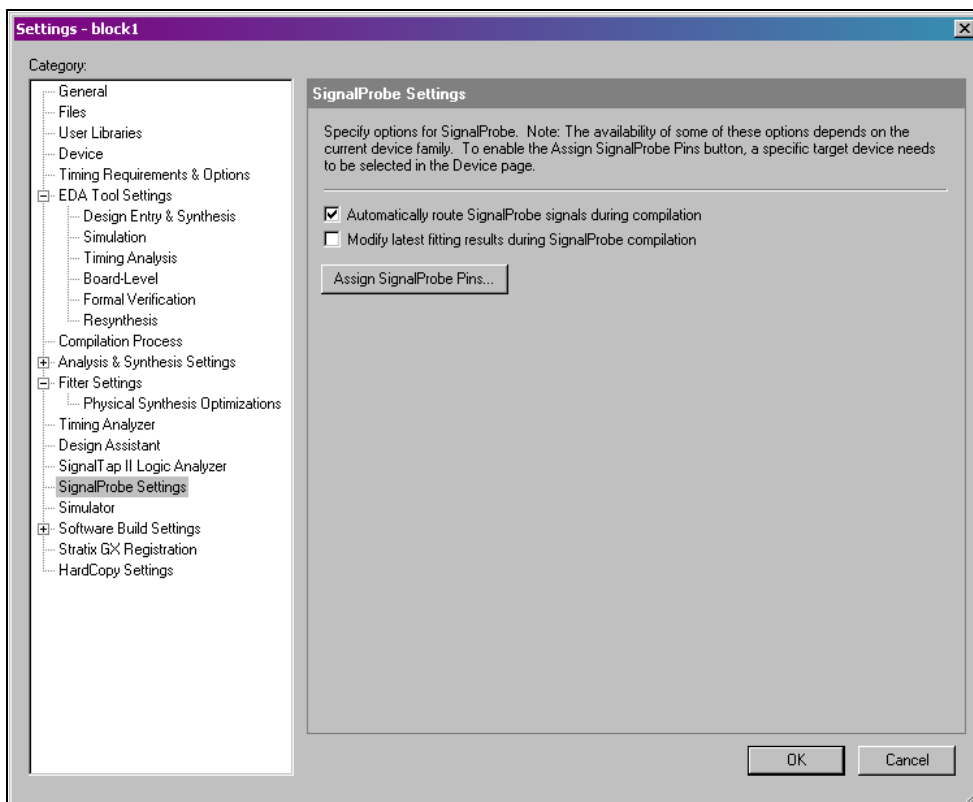 Settings - block1
Category:
General
Files
User Libraries
Device
Timing Requirements & Options
EDA Tool Settings
Design Entry & Synthesis
Simulation
Timing Analysis
Board-Level
Formal Verification
Resynthesis
Compilation Process
Analysis & Synthesis Settings
Fitter Settings
Physical Synthesis Optimizations
Timing Analyzer
Design Assistant
SignalTap II Logic Analyzer
SignalProbe Settings
Simulator
Software Build Settings
Stratix GX Registration
HardCopy Settings
SignalProbe Settings
Specify options for SignalProbe. Note: The availability of some of these options depends on the
current device family. To enable the Assign SignalProbe Pins button, a specific target device needs
to be selected in the Device page.
Automatically route SignalProbe signals during compilation
Modify latest fitting results during SignalProbe compilation
Assign SignalProbe Pins...
OK
Cancel